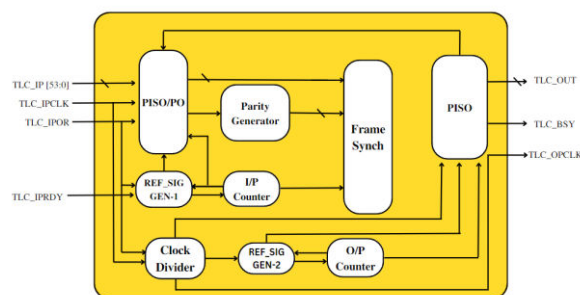 TLC_IP [53:0]
TLC_IPCLK
TLC_IPOR
TLC_IPRDY
PISO/PO
Parity
Generator
Frame
Synch
PISO
TLC_OUT
TLC_BSY
TLC_OPCLK
REF_SIG
GEN-1
I/P
Counter
Clock
Divider
REF_SIG
GEN-2
O/P
Counter